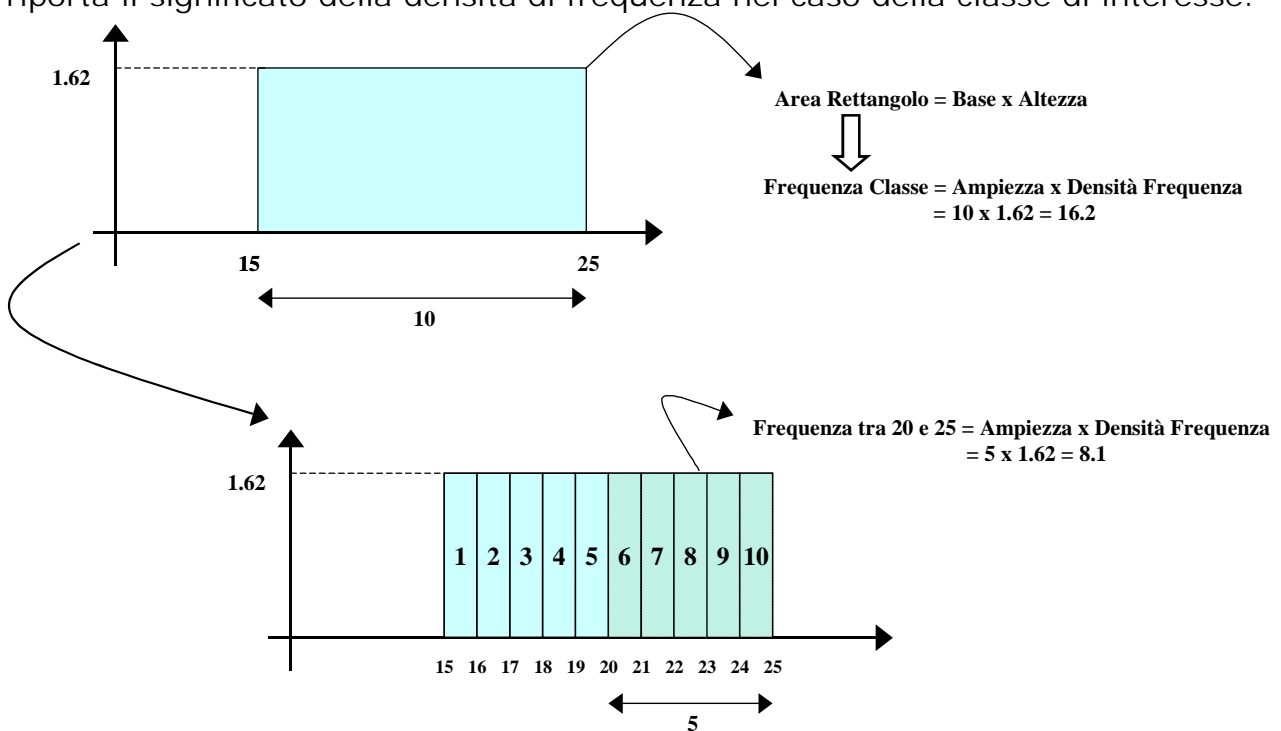 riporta il significato della densità di frequenza nel caso della classe di interesse.
1.62
Area Rettangolo = Base x Altezza
Frequenza Classe = Ampiezza x Densità Frequenza
= 10 x 1.62 = 16.2
15 25
10
Frequenza tra 20 e 25 = Ampiezza x Densità Frequenza
= 5 x 1.62 = 8.1
1.62
1 2 3 4 5 6 7 8 9 10
15 16 17 18 19 20 21 22 23 24 25
5